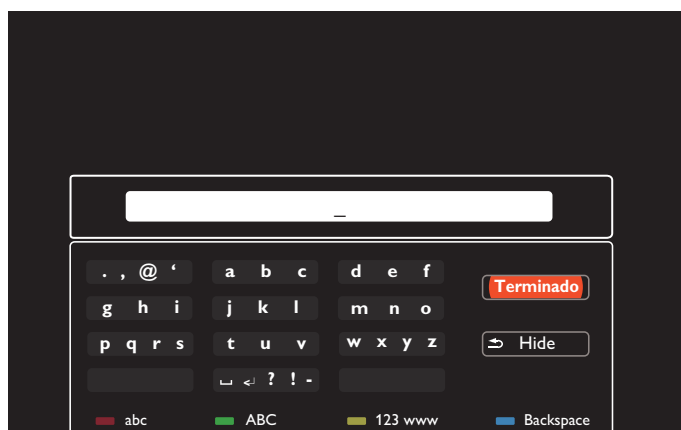 _
. , @ ‘ a b c d e f Terminado
g h i j k l m n o
p q r s t u v w x y z Hide
␣ ↵ ? ! -
abc ABC 123 www Backspace